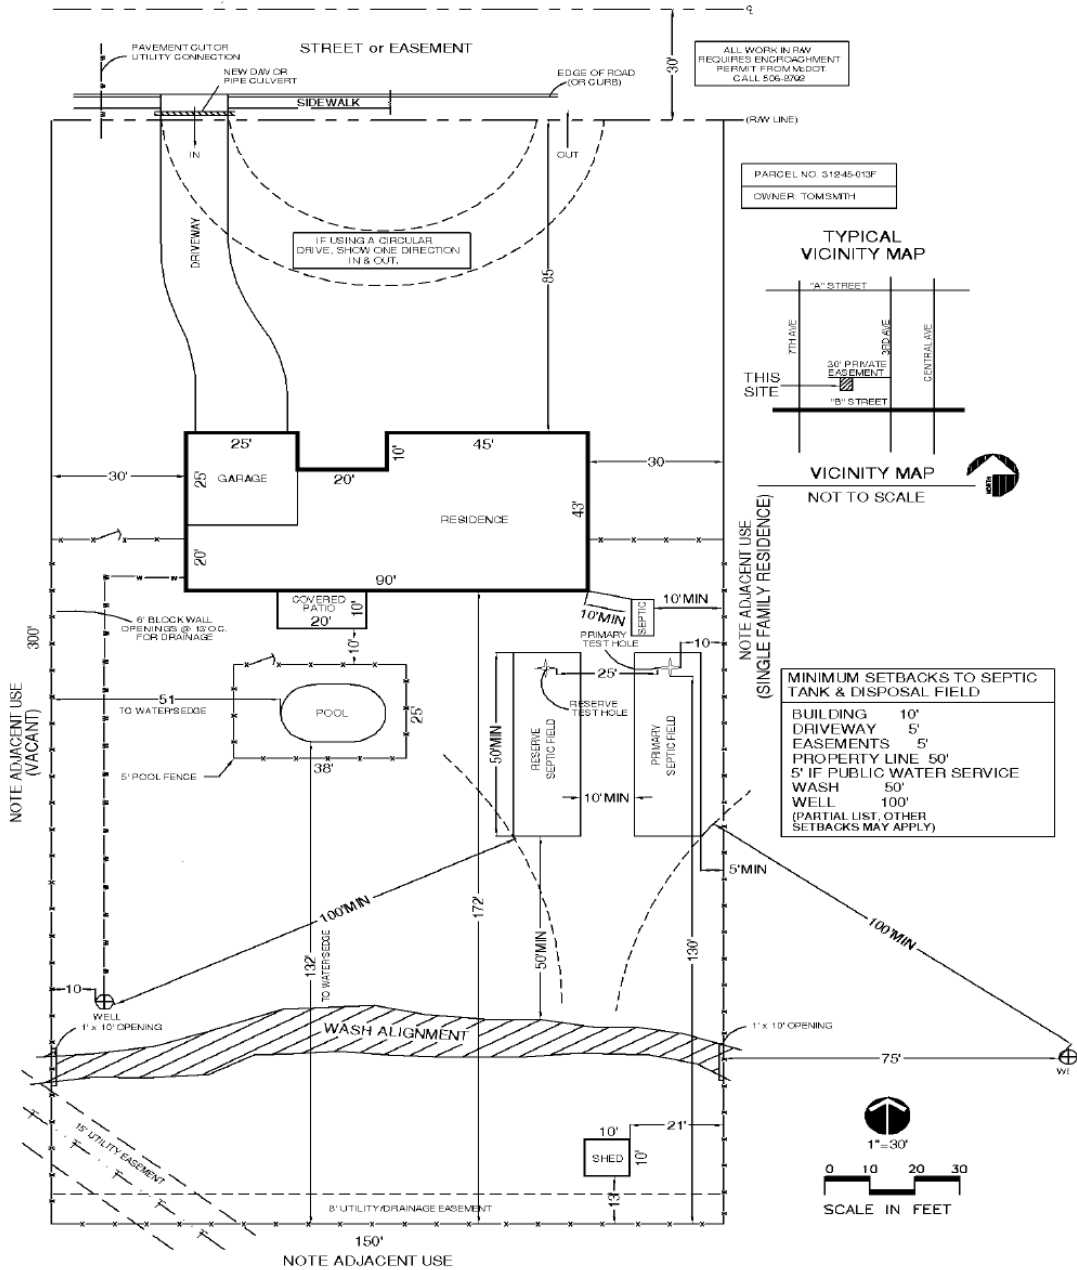 ℄
PAVEMENT CUT OR
UTILITY CONNECTION
STREET or EASEMENT
NEW D/W OR
PIPE CULVERT
SIDEWALK
EDGE OF ROAD
(OR CURB)
30'
ALL WORK IN R/W
REQUIRES ENCROACHMENT
PERMIT FROM McDOT.
CALL 506-8798
(R/W LINE)
IN
OUT
DRIVEWAY
IF USING A CIRCULAR
DRIVE, SHOW ONE DIRECTION
IN & OUT.
85'
PARCEL NO. 312-45-013F
OWNER: TOM SMITH
TYPICAL
VICINITY MAP
"A" STREET
7TH AVE
3RD AVE
CENTRAL AVE
30' PRIVATE
EASEMENT
THIS
SITE
"B" STREET
VICINITY MAP
NOT TO SCALE
NORTH
25'
45'
10'
20'
30'
25'
GARAGE
30
RESIDENCE
43'
20'
90'
COVERED
PATIO
10'
20'
10'
6' BLOCK WALL
OPENINGS @ 13' O.C.
FOR DRAINAGE
300'
NOTE ADJACENT USE
(VACANT)
NOTE ADJACENT USE
(SINGLE FAMILY RESIDENCE)
10'MIN
10'MIN
SEPTIC
PRIMARY
TEST HOLE
10
25'
RESERVE
TEST HOLE
51
TO WATER'S EDGE
POOL
25'
38'
5' POOL FENCE
50'MIN
RESERVE
SEPTIC FIELD
PRIMARY
SEPTIC FIELD
10'MIN
MINIMUM SETBACKS TO SEPTIC
TANK & DISPOSAL FIELD
BUILDING 10'
DRIVEWAY 5'
EASEMENTS 5'
PROPERTY LINE 50'
5' IF PUBLIC WATER SERVICE
WASH 50'
WELL 100'
(PARTIAL LIST, OTHER
SETBACKS MAY APPLY)
5'MIN
100'MIN
100'MIN
172'
132'
TO WATER'S EDGE
50'MIN
130'
10
WELL
1' x 10' OPENING
WASH ALIGNMENT
1' x 10' OPENING
75'
WE
15' UTILITY EASEMENT
10'
SHED
10'
21'
13'
8' UTILITY/DRAINAGE EASEMENT
1"=30'
0 10 20 30
SCALE IN FEET
150'
NOTE ADJACENT USE